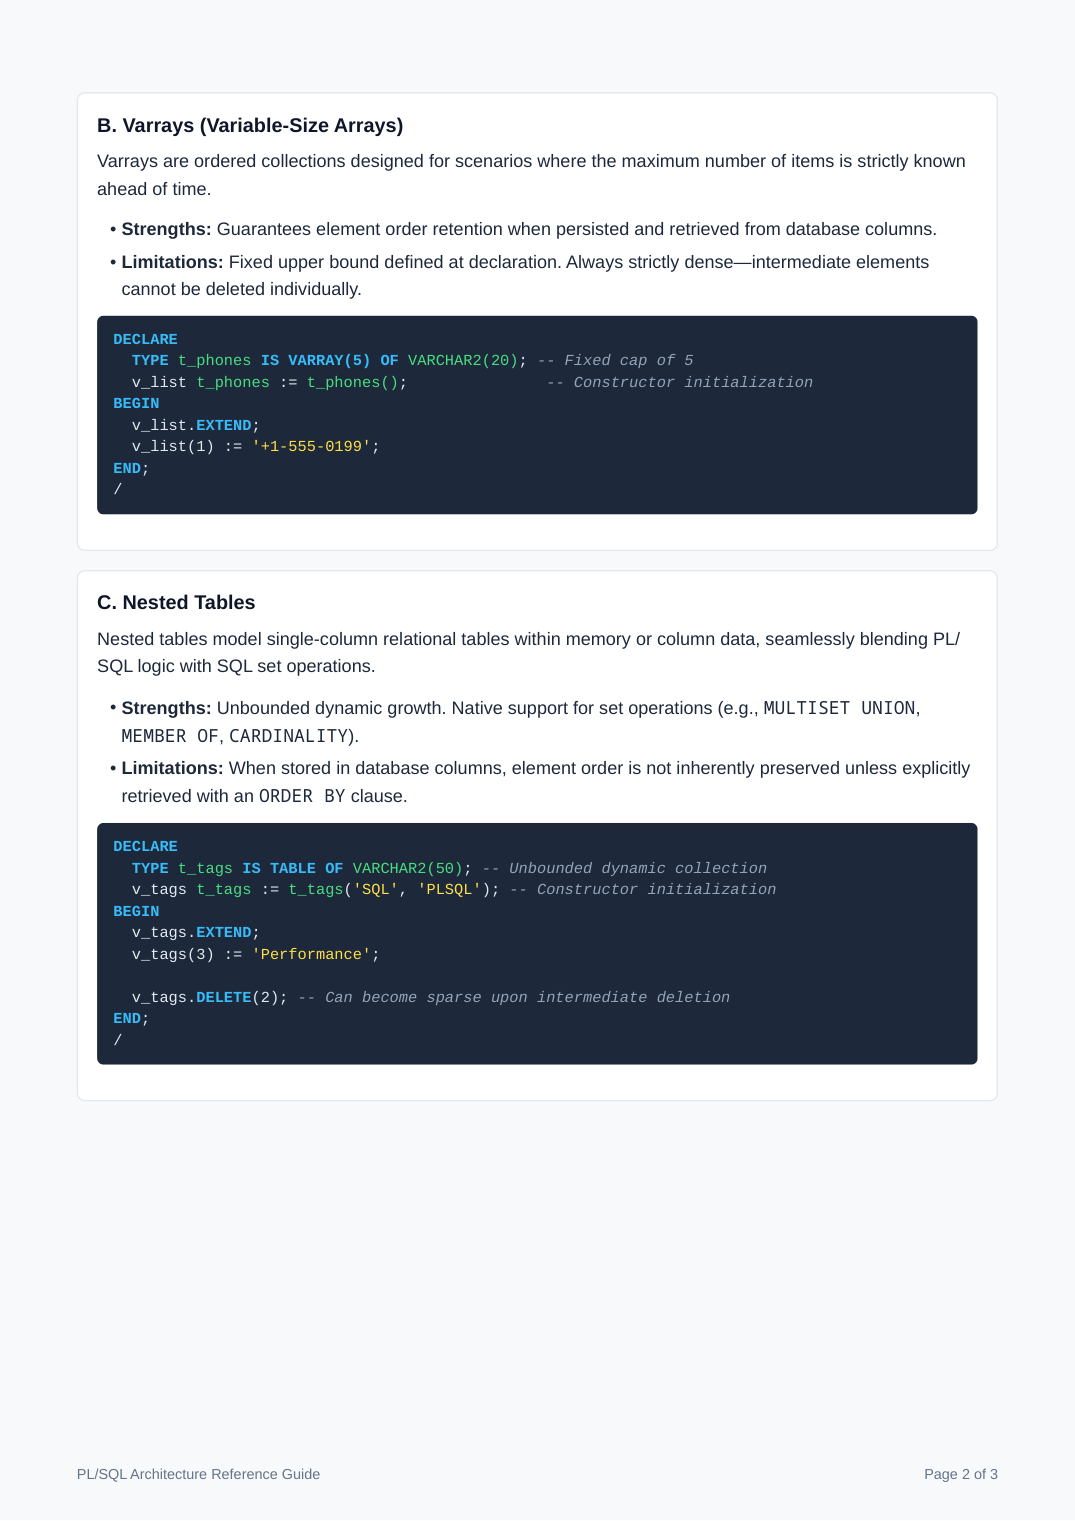 B. Varrays (Variable-Size Arrays)
Varrays are ordered collections designed for scenarios where the maximum number of items is strictly known
ahead of time.
• Strengths: Guarantees element order retention when persisted and retrieved from database columns.
• Limitations: Fixed upper bound defined at declaration. Always strictly dense—intermediate elements
cannot be deleted individually.
DECLARE
  TYPE t_phones IS VARRAY(5) OF VARCHAR2(20); -- Fixed cap of 5
  v_list t_phones := t_phones();               -- Constructor initialization
BEGIN
  v_list.EXTEND;
  v_list(1) := '+1-555-0199';
END;
/
C. Nested Tables
Nested tables model single-column relational tables within memory or column data, seamlessly blending PL/
SQL logic with SQL set operations.
• Strengths: Unbounded dynamic growth. Native support for set operations (e.g., MULTISET UNION,
MEMBER OF, CARDINALITY).
• Limitations: When stored in database columns, element order is not inherently preserved unless explicitly
retrieved with an ORDER BY clause.
DECLARE
  TYPE t_tags IS TABLE OF VARCHAR2(50); -- Unbounded dynamic collection
  v_tags t_tags := t_tags('SQL', 'PLSQL'); -- Constructor initialization
BEGIN
  v_tags.EXTEND;
  v_tags(3) := 'Performance';

  v_tags.DELETE(2); -- Can become sparse upon intermediate deletion
END;
/
PL/SQL Architecture Reference Guide
Page 2 of 3